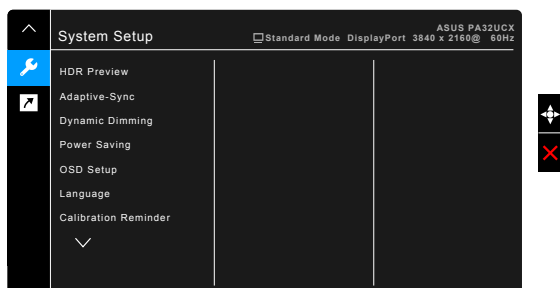 ASUS PA32UCX
System Setup
Standard Mode DisplayPort 3840 x 2160@ 60Hz
HDR Preview
Adaptive-Sync
Dynamic Dimming
Power Saving
OSD Setup
Language
Calibration Reminder